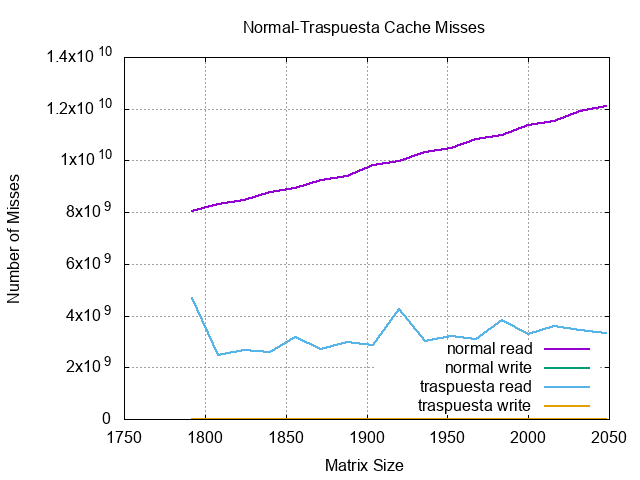 Normal-Traspuesta Cache Misses
1.4x10^10
1.2x10^10
1x10^10
8x10^9
6x10^9
4x10^9
2x10^9
0
Number of Misses
normal read
normal write
traspuesta read
traspuesta write
1750 1800 1850 1900 1950 2000 2050
Matrix Size